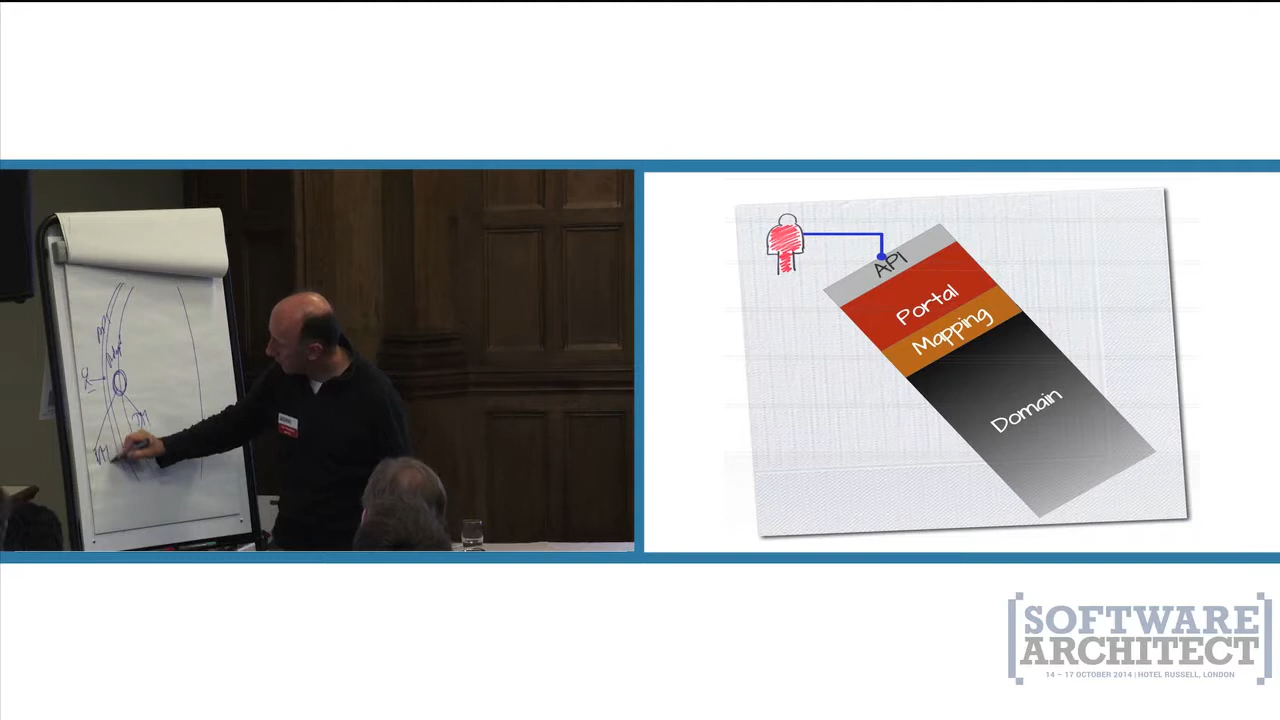 API
Portal
Mapping
Domain
[SOFTWARE
ARCHITECT]
14 – 17 OCTOBER 2014 | HOTEL RUSSELL, LONDON